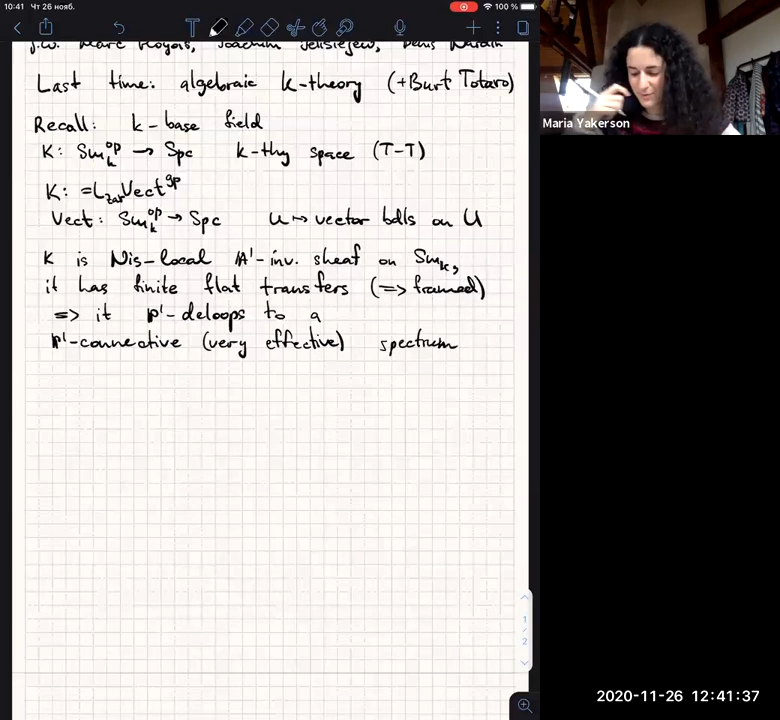 10:41 Чт 26 нояб.
100 %
Last time: algebraic k-theory (+Burt Totaro)
Maria Yakerson
Recall: k - base field
K: Sm_k^op → Spc k-thy space (T-T)
K: = L_zar Vect^gp
Vect: Sm_k^op → Spc U ↦ vector bdls on U
K is Nis-local A¹-inv. sheaf on Sm_k,
it has finite flat transfers (=> framed)
=> it P¹-deloops to a
P¹-connective (very effective) spectrum
1
/
2
2020-11-26 12:41:37